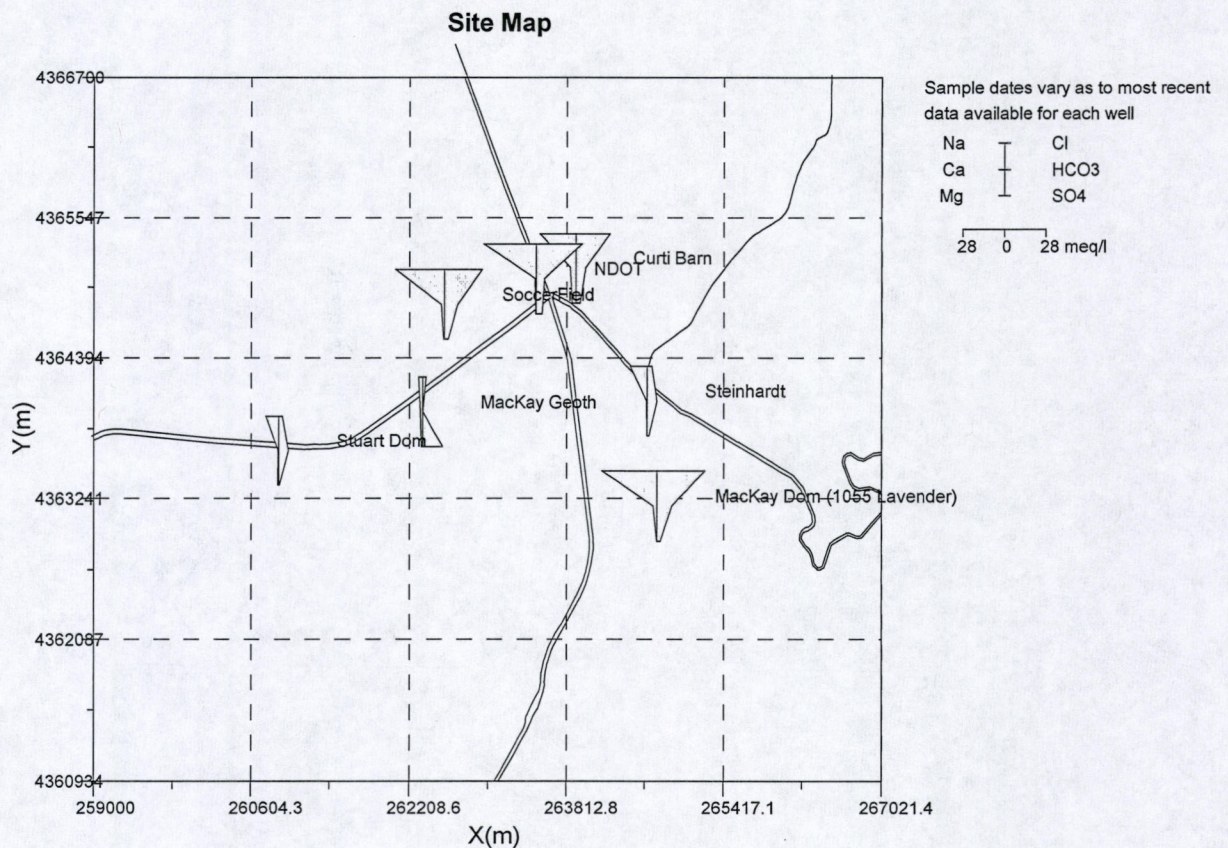 Site Map
4366700
Sample dates vary as to most recent
data available for each well
Na Cl
Ca HCO3
Mg SO4
28 0 28 meq/l
4365547
Curti Barn
NDOT
Soccer Field
4364394
Steinhardt
MacKay Geoth
Stuart Dom
Y(m)
4363241
MacKay Dom (1055 Lavender)
4362087
4360934
259000 260604.3 262208.6 263812.8 265417.1 267021.4
X(m)